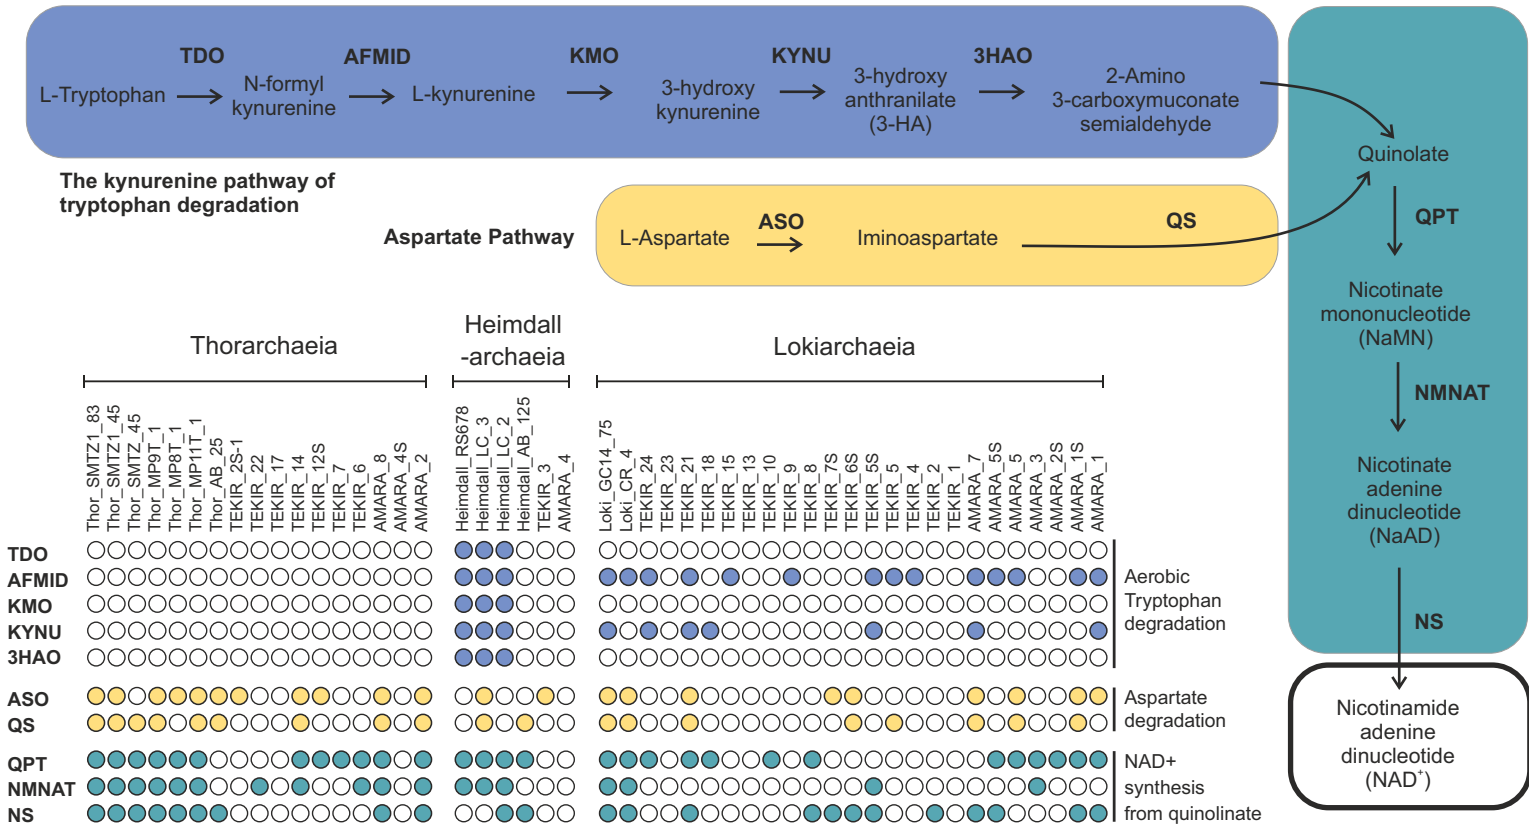 TDO
AFMID
KMO
KYNU
3HAO
L-Tryptophan
N-formyl
kynurenine
L-kynurenine
3-hydroxy
kynurenine
3-hydroxy
anthranilate
(3-HA)
2-Amino
3-carboxymuconate
semialdehyde
The kynurenine pathway of
tryptophan degradation
Aspartate Pathway
L-Aspartate
ASO
Iminoaspartate
QS
Quinolate
QPT
Nicotinate
mononucleotide
(NaMN)
NMNAT
Nicotinate
adenine
dinucleotide
(NaAD)
NS
Nicotinamide
adenine
dinucleotide
(NAD+)
Thorarchaeia
Heimdall
-archaeia
Lokiarchaeia
Thor_SMTZ1_83
Thor_SMTZ1_45
Thor_SMTZ_45
Thor_MP9T_1
Thor_MP8T_1
Thor_MP11T_1
Thor_AB_25
TEKIR_2S-1
TEKIR_22
TEKIR_17
TEKIR_14
TEKIR_12S
TEKIR_7
TEKIR_6
AMARA_8
AMARA_4S
AMARA_2
Heimdall_RS678
Heimdall_LC_3
Heimdall_LC_2
Heimdall_AB_125
TEKIR_3
AMARA_4
Loki_GC14_75
Loki_CR_4
TEKIR_24
TEKIR_23
TEKIR_21
TEKIR_18
TEKIR_15
TEKIR_13
TEKIR_10
TEKIR_9
TEKIR_8
TEKIR_7S
TEKIR_6S
TEKIR_5S
TEKIR_5
TEKIR_4
TEKIR_2
TEKIR_1
AMARA_7
AMARA_5S
AMARA_5
AMARA_3
AMARA_2S
AMARA_1S
AMARA_1
TDO
AFMID
KMO
KYNU
3HAO
Aerobic
Tryptophan
degradation
ASO
QS
Aspartate
degradation
QPT
NMNAT
NS
NAD+
synthesis
from quinolinate